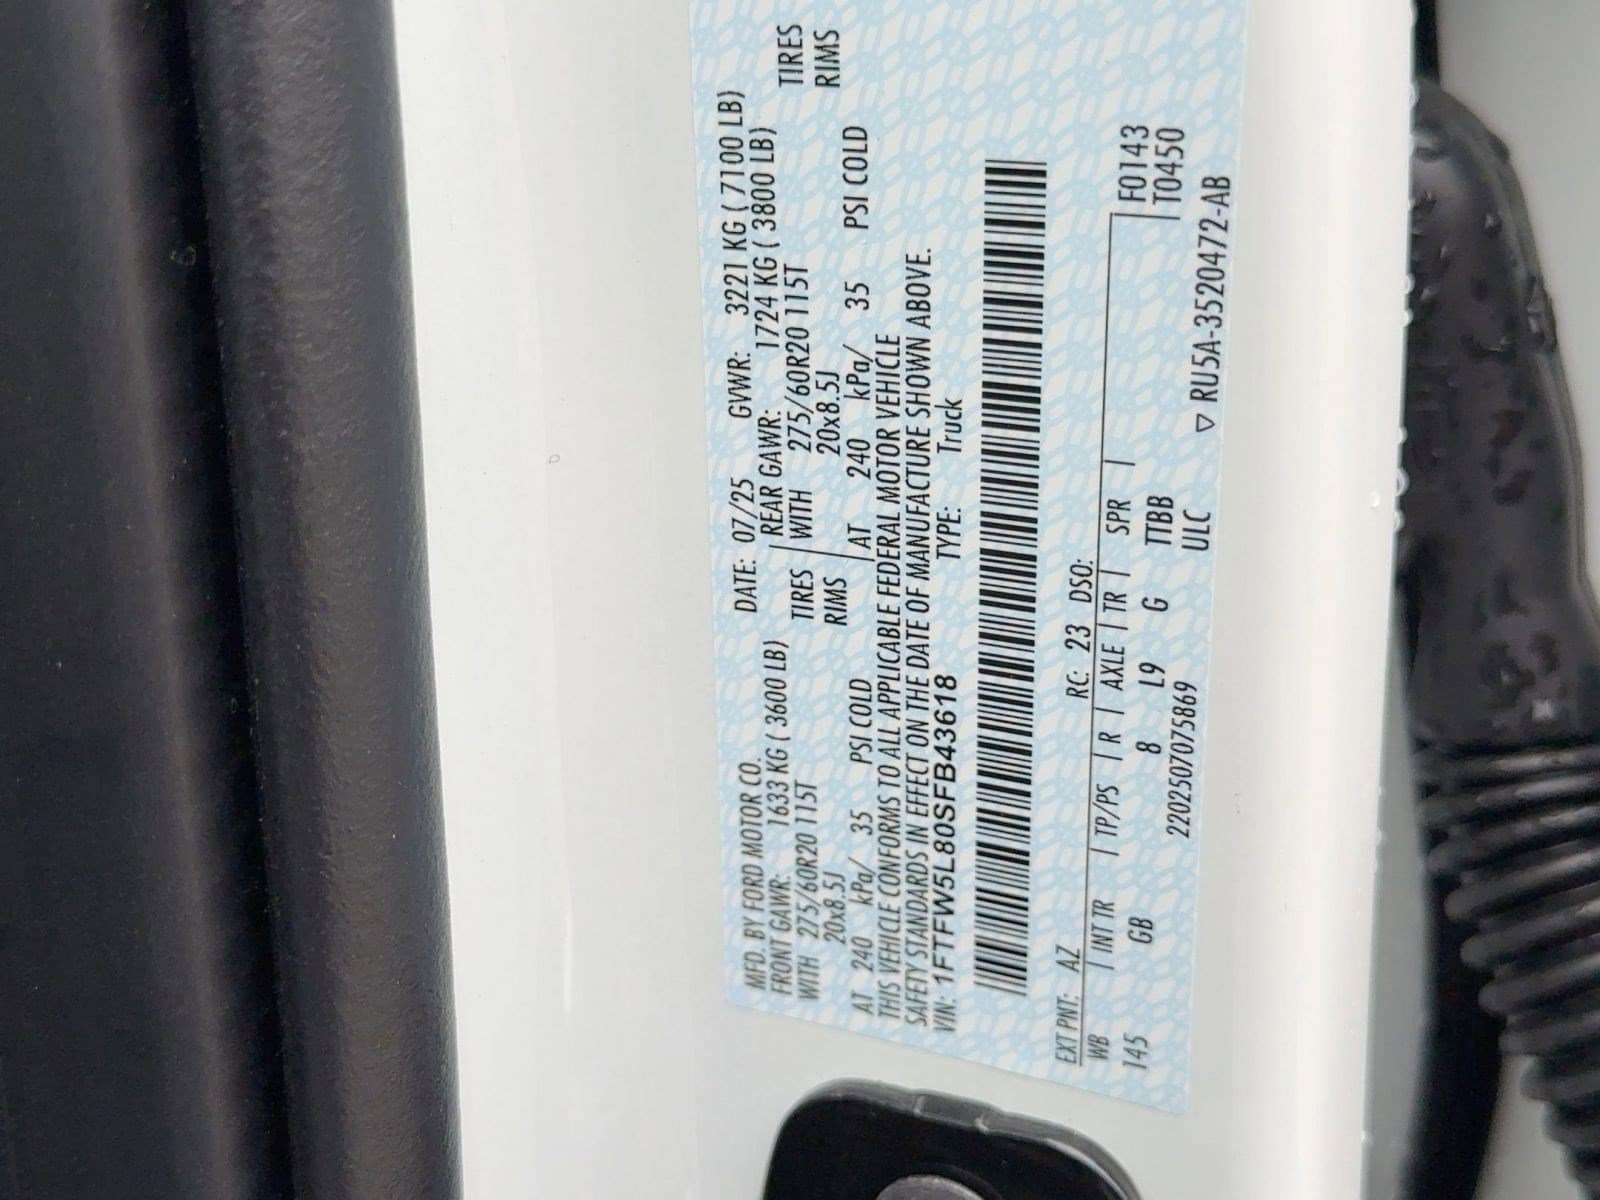 MFD. BY FORD MOTOR CO. DATE: 07/25 GVWR: 3221 KG ( 7100 LB)
FRONT GAWR: 1633 KG ( 3600 LB) REAR GAWR: 1724 KG ( 3800 LB)
WITH 275/60R20 115T TIRES WITH 275/60R20 115T TIRES
20x8.5J RIMS 20x8.5J RIMS
AT 240 kPa/ 35 PSI COLD AT 240 kPa/ 35 PSI COLD
THIS VEHICLE CONFORMS TO ALL APPLICABLE FEDERAL MOTOR VEHICLE
SAFETY STANDARDS IN EFFECT ON THE DATE OF MANUFACTURE SHOWN ABOVE.
VIN: 1FTFW5L80SFB43618 TYPE: Truck
EXT PNT: AZ RC: 23 DSO:
WB INT TR TP/PS R AXLE TR SPR F0143
145 GB 8 L9 G TTBB T0450
2202507075869 ULC ▽ RU5A-3520472-AB